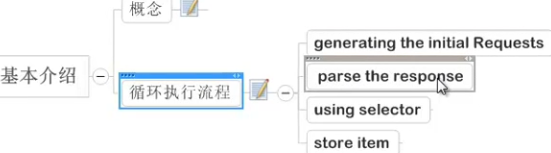 概念
基本介绍
循环执行流程
generating the initial Requests
parse the response
using selector
store item